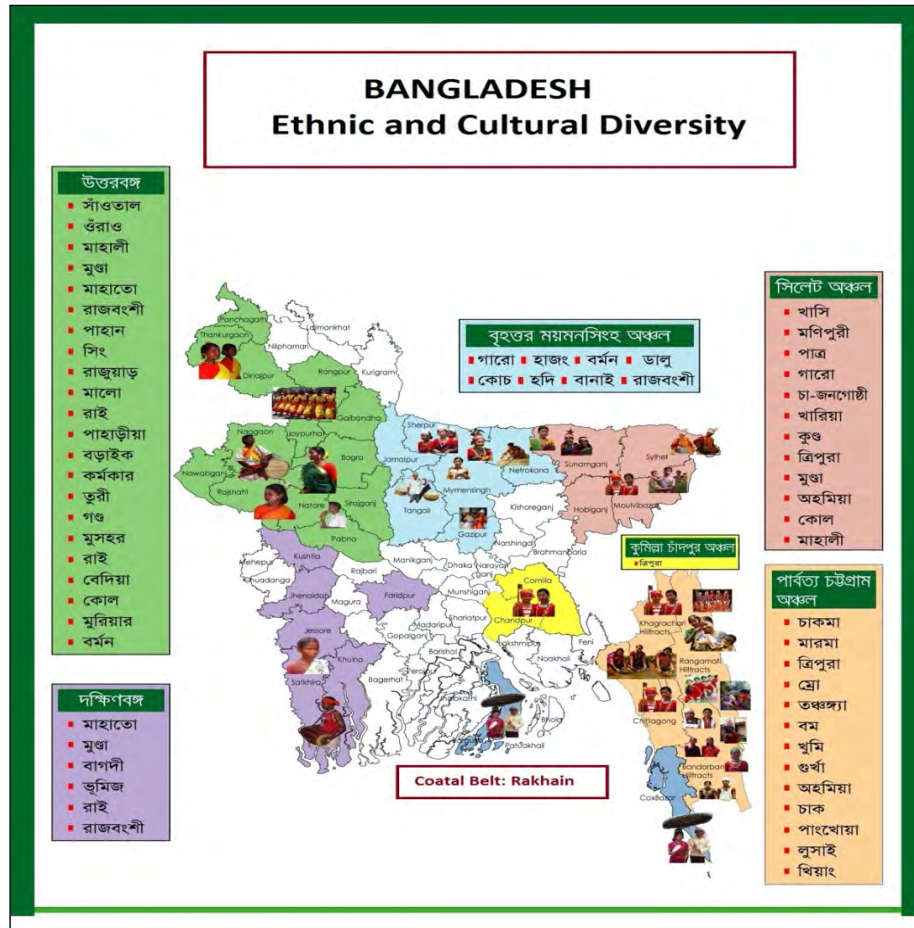 BANGLADESH
Ethnic and Cultural Diversity
উত্তরবঙ্গ
সাঁওতাল
ওঁরাও
মাহালী
মুণ্ডা
মাহাতো
রাজবংশী
পাহান
সিং
রাজুয়াড়
মালো
রাই
পাহাড়ীয়া
বড়াইক
কর্মকার
তুরী
গণ্ড
মুসহর
রাই
বেদিয়া
কোল
মুরিয়ার
বর্মন
দক্ষিণবঙ্গ
মাহাতো
মুণ্ডা
বাগদী
ভূমিজ
রাই
রাজবংশী
বৃহত্তর ময়মনসিংহ অঞ্চল
গারো হাজং বর্মন ডালু
কোচ হদি বানাই রাজবংশী
সিলেট অঞ্চল
খাসি
মণিপুরী
পাত্র
গারো
চা-জনগোষ্ঠী
খারিয়া
কুণ্ড
ত্রিপুরা
মুণ্ডা
অহমিয়া
কোল
মাহালী
কুমিল্লা চাঁদপুর অঞ্চল
ত্রিপুরা
পার্বত্য চট্টগ্রাম
অঞ্চল
চাকমা
মারমা
ত্রিপুরা
ম্রো
তঞ্চঙ্গ্যা
বম
খুমি
গুর্খা
অহমিয়া
চাক
পাংখোয়া
লুসাই
খিয়াং
Panchagarh
Thankurgaon
Lalmonirhat
Nilphamari
Dinajpur
Rangpur
Kurigram
Gaibandha
Naogaon
Joypurhat
Bogra
Nawabganj
Rajshahi
Natore
Sirajganj
Pabna
Sherpur
Jamalpur
Netrokona
Mymensingh
Tangail
Gazipur
Kishoreganj
Sunamganj
Sylhet
Hobiganj
Moulvibazar
Narshingdi
Brahmanbaria
Kushtia
Mehepur
Chuadanga
Jhenaidah
Magura
Rajbari
Faridpur
Manikganj
Dhaka
Narayan
ganj
Munshiganj
Comilla
Chandpur
Shariatpur
Madaripur
Gopalganj
Jessore
Khulna
Satkhira
Bagerhat
Barishal
Bhola
Patuakhali
Lakshmipur
Noakhali
Feni
Khagrachari
Hilltracts
Rangamati
Hilltracts
Chittagong
Bandarban
Hilltracts
CoxBazar
Coatal Belt: Rakhain